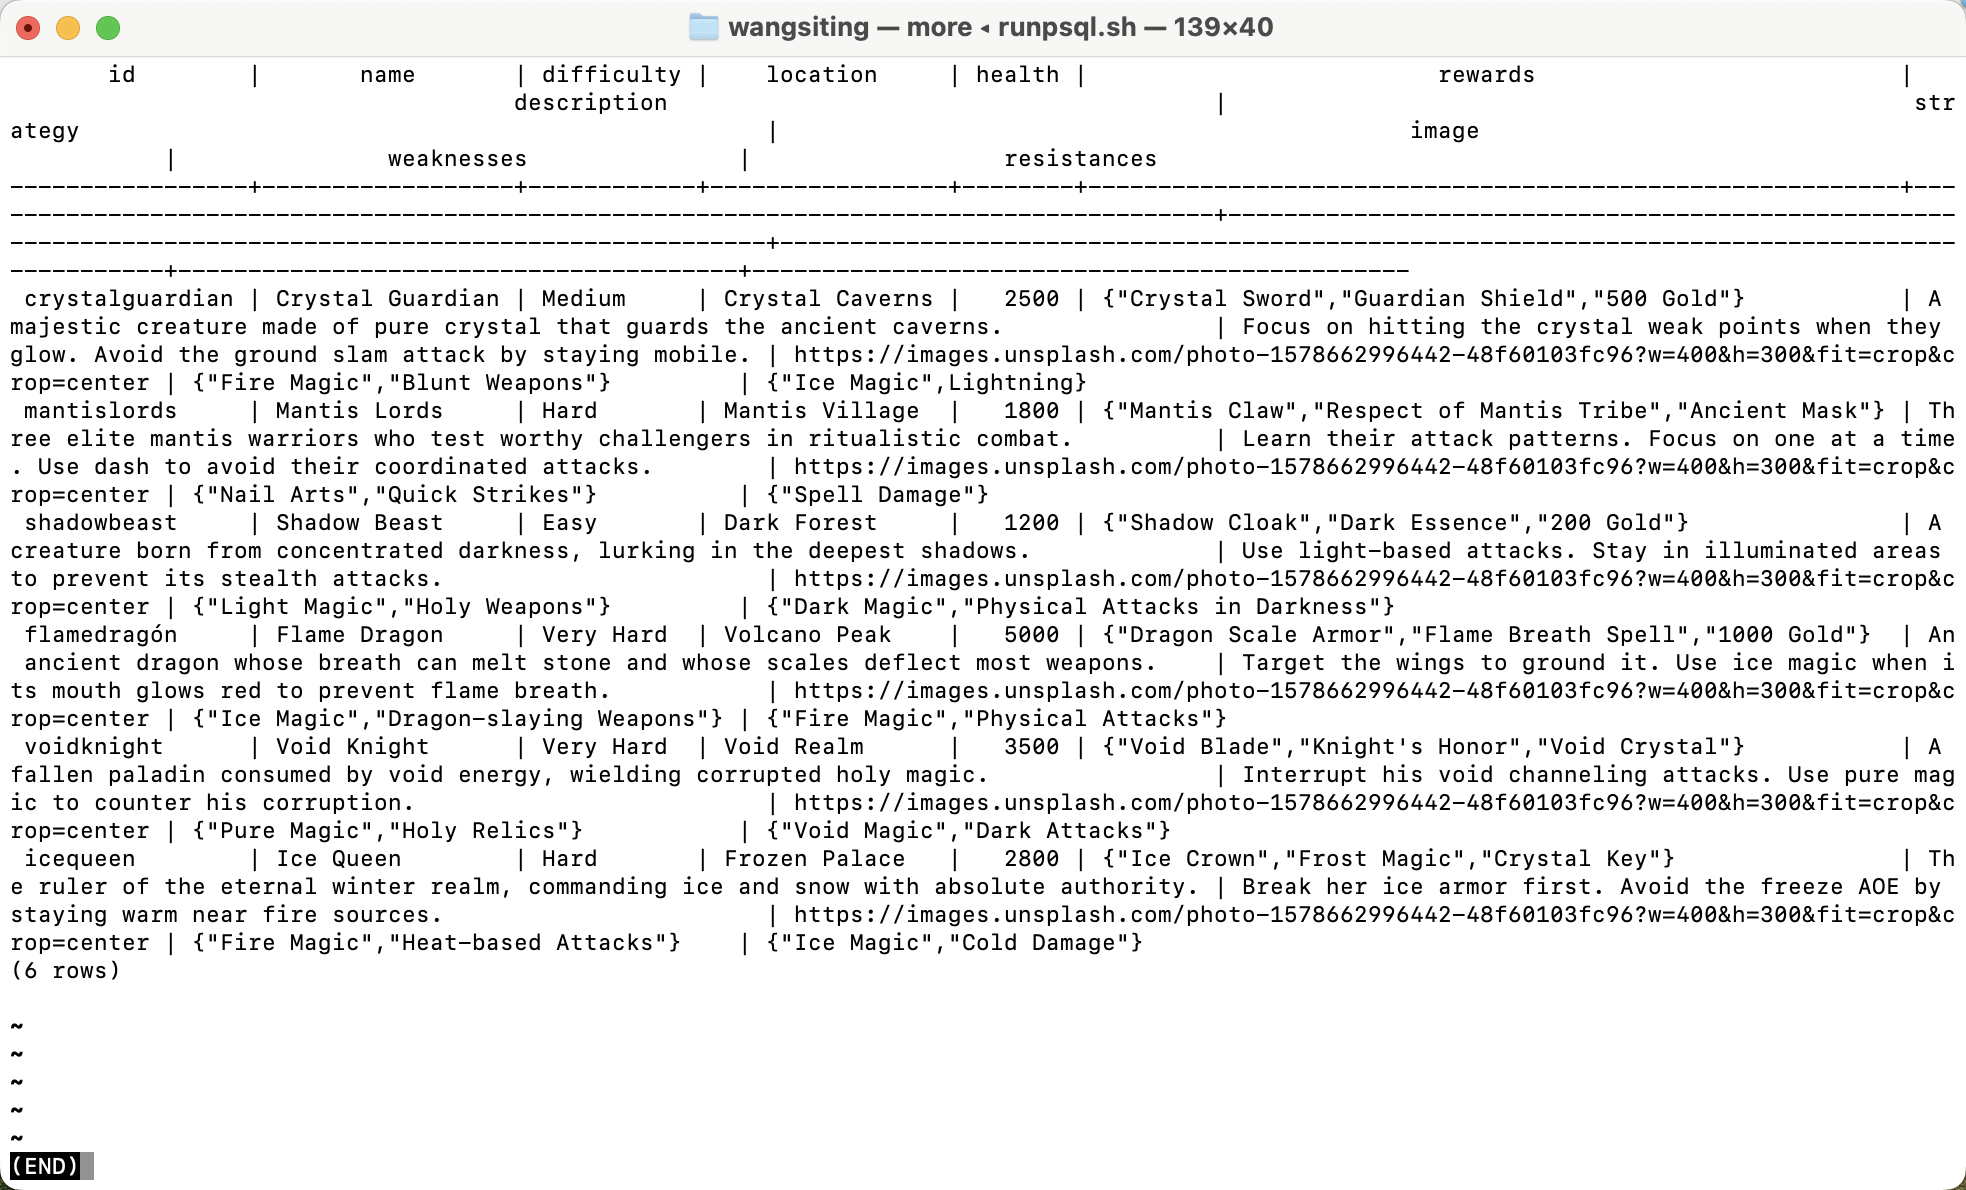 wangsiting — more ◂ runpsql.sh — 139×40
id | name | difficulty | location | health | rewards |
description | str
ategy | image
| weaknesses | resistances
------------------+------------------+------------+-----------------+--------+----------------------------------------------------------+---
--------------------------------------------------------------------------------------+----------------------------------------------------
------------------------------------------------------+------------------------------------------------------------------------------------
-----------+----------------------------------------+-----------------------------------------------
crystalguardian | Crystal Guardian | Medium | Crystal Caverns | 2500 | {"Crystal Sword","Guardian Shield","500 Gold"} | A
majestic creature made of pure crystal that guards the ancient caverns. | Focus on hitting the crystal weak points when they
glow. Avoid the ground slam attack by staying mobile. | https://images.unsplash.com/photo-1578662996442-48f60103fc96?w=400&h=300&fit=crop&c
rop=center | {"Fire Magic","Blunt Weapons"} | {"Ice Magic",Lightning}
mantislords | Mantis Lords | Hard | Mantis Village | 1800 | {"Mantis Claw","Respect of Mantis Tribe","Ancient Mask"} | Th
ree elite mantis warriors who test worthy challengers in ritualistic combat. | Learn their attack patterns. Focus on one at a time
. Use dash to avoid their coordinated attacks. | https://images.unsplash.com/photo-1578662996442-48f60103fc96?w=400&h=300&fit=crop&c
rop=center | {"Nail Arts","Quick Strikes"} | {"Spell Damage"}
shadowbeast | Shadow Beast | Easy | Dark Forest | 1200 | {"Shadow Cloak","Dark Essence","200 Gold"} | A
creature born from concentrated darkness, lurking in the deepest shadows. | Use light-based attacks. Stay in illuminated areas
to prevent its stealth attacks. | https://images.unsplash.com/photo-1578662996442-48f60103fc96?w=400&h=300&fit=crop&c
rop=center | {"Light Magic","Holy Weapons"} | {"Dark Magic","Physical Attacks in Darkness"}
flamedragón | Flame Dragon | Very Hard | Volcano Peak | 5000 | {"Dragon Scale Armor","Flame Breath Spell","1000 Gold"} | An
ancient dragon whose breath can melt stone and whose scales deflect most weapons. | Target the wings to ground it. Use ice magic when i
ts mouth glows red to prevent flame breath. | https://images.unsplash.com/photo-1578662996442-48f60103fc96?w=400&h=300&fit=crop&c
rop=center | {"Ice Magic","Dragon-slaying Weapons"} | {"Fire Magic","Physical Attacks"}
voidknight | Void Knight | Very Hard | Void Realm | 3500 | {"Void Blade","Knight's Honor","Void Crystal"} | A
fallen paladin consumed by void energy, wielding corrupted holy magic. | Interrupt his void channeling attacks. Use pure mag
ic to counter his corruption. | https://images.unsplash.com/photo-1578662996442-48f60103fc96?w=400&h=300&fit=crop&c
rop=center | {"Pure Magic","Holy Relics"} | {"Void Magic","Dark Attacks"}
icequeen | Ice Queen | Hard | Frozen Palace | 2800 | {"Ice Crown","Frost Magic","Crystal Key"} | Th
e ruler of the eternal winter realm, commanding ice and snow with absolute authority. | Break her ice armor first. Avoid the freeze AOE by
staying warm near fire sources. | https://images.unsplash.com/photo-1578662996442-48f60103fc96?w=400&h=300&fit=crop&c
rop=center | {"Fire Magic","Heat-based Attacks"} | {"Ice Magic","Cold Damage"}
(6 rows)
~
~
~
~
~
(END)